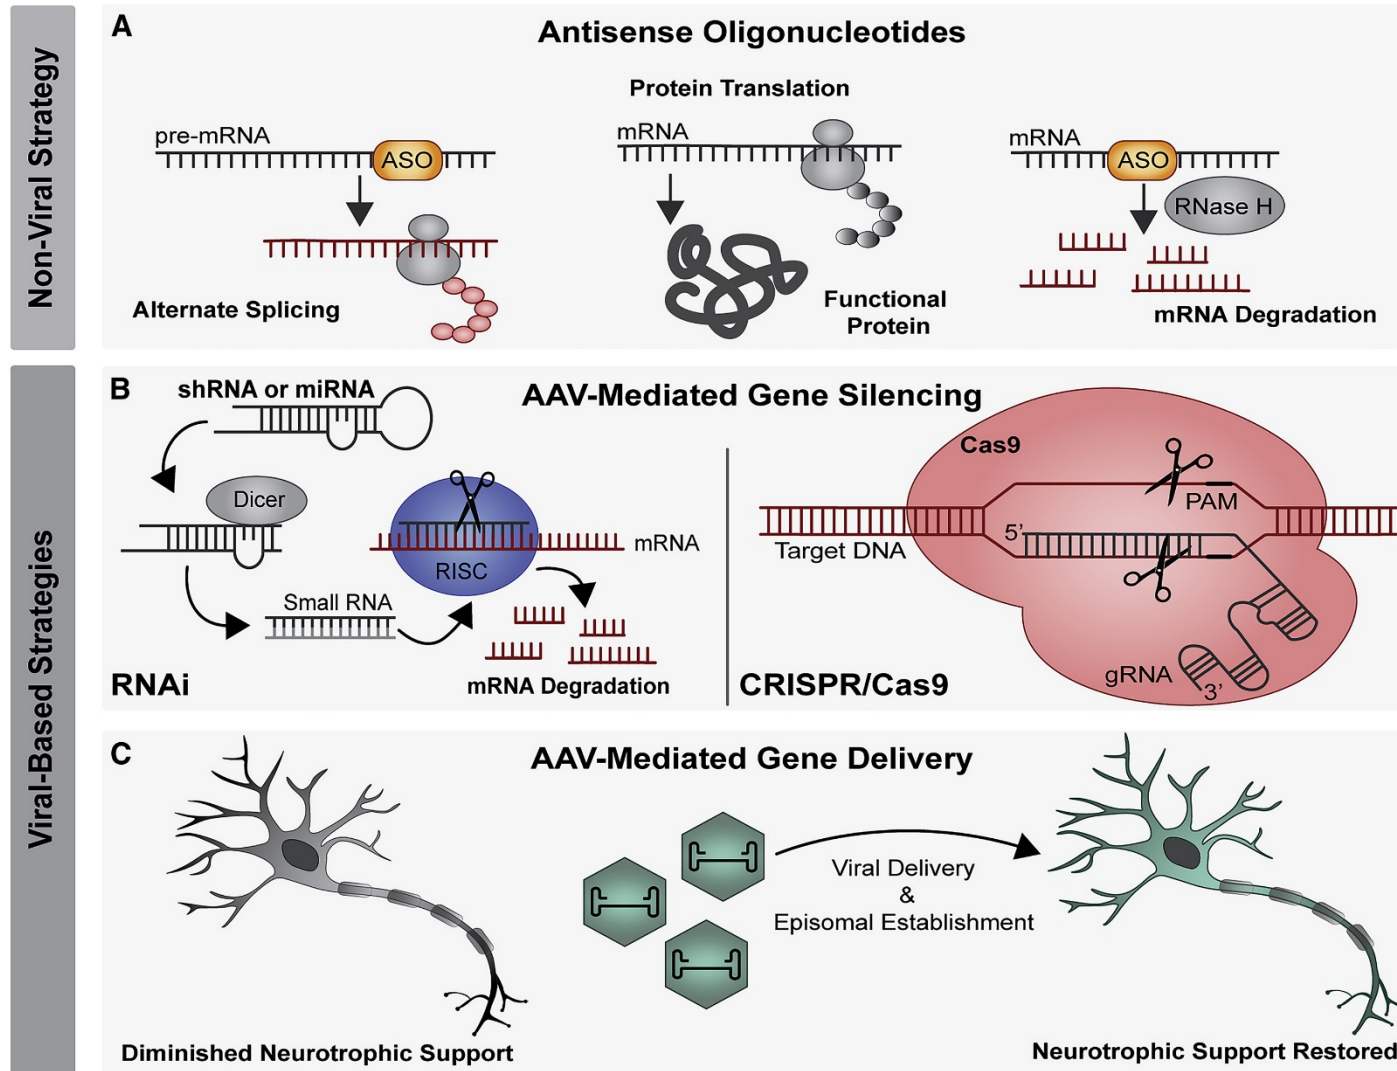 Non-Viral Strategy
A
Antisense Oligonucleotides
pre-mRNA
ASO
Alternate Splicing
Protein Translation
mRNA
Functional
Protein
mRNA
ASO
RNase H
mRNA Degradation
Viral-Based Strategies
B
AAV-Mediated Gene Silencing
shRNA or miRNA
Dicer
Small RNA
RISC
mRNA
mRNA Degradation
RNAi
Cas9
PAM
Target DNA
5’
gRNA
3’
CRISPR/Cas9
C
AAV-Mediated Gene Delivery
Viral Delivery
&
Episomal Establishment
Diminished Neurotrophic Support
Neurotrophic Support Restored